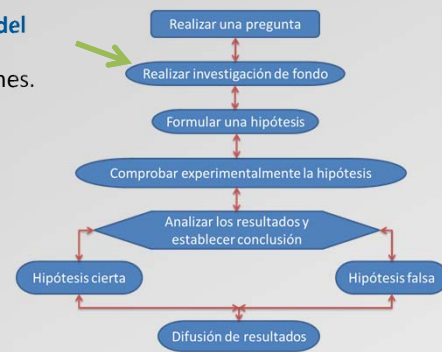 del
nes.
Realizar una pregunta
Realizar investigación de fondo
Formular una hipótesis
Comprobar experimentalmente la hipótesis
Analizar los resultados y
establecer conclusión
Hipótesis cierta
Hipótesis falsa
Difusión de resultados